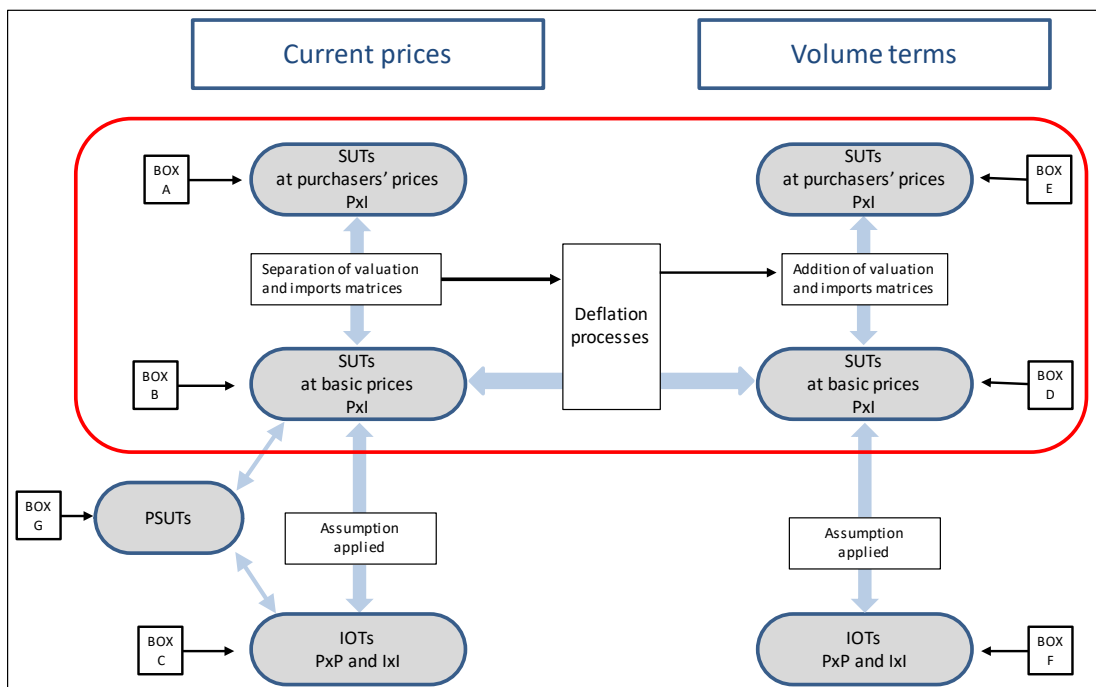 Current prices
Volume terms
BOX
A
SUTs
at purchasers’ prices
PxI
SUTs
at purchasers’ prices
PxI
BOX
E
Separation of valuation
and imports matrices
Deflation
processes
Addition of valuation
and imports matrices
BOX
B
SUTs
at basic prices
PxI
SUTs
at basic prices
PxI
BOX
D
BOX
G
PSUTs
Assumption
applied
Assumption
applied
BOX
C
IOTs
PxP and IxI
IOTs
PxP and IxI
BOX
F